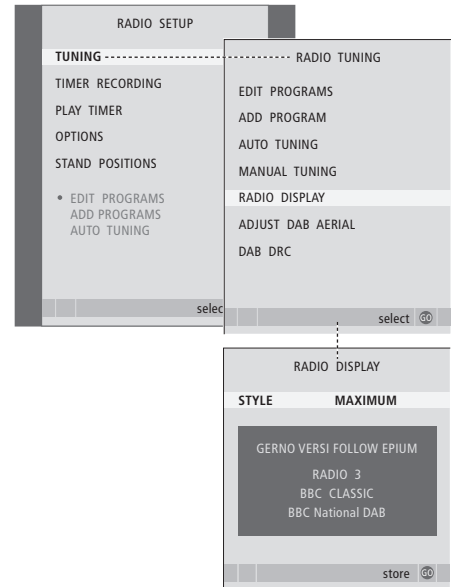 RADIO SETUP
TUNING
TIMER RECORDING
PLAY TIMER
OPTIONS
STAND POSITIONS
• EDIT PROGRAMS
ADD PROGRAMS
AUTO TUNING
selec
RADIO TUNING
EDIT PROGRAMS
ADD PROGRAM
AUTO TUNING
MANUAL TUNING
RADIO DISPLAY
ADJUST DAB AERIAL
DAB DRC
select GO
RADIO DISPLAY
STYLE MAXIMUM
GERNO VERSI FOLLOW EPIUM
RADIO 3
BBC CLASSIC
BBC National DAB
store GO